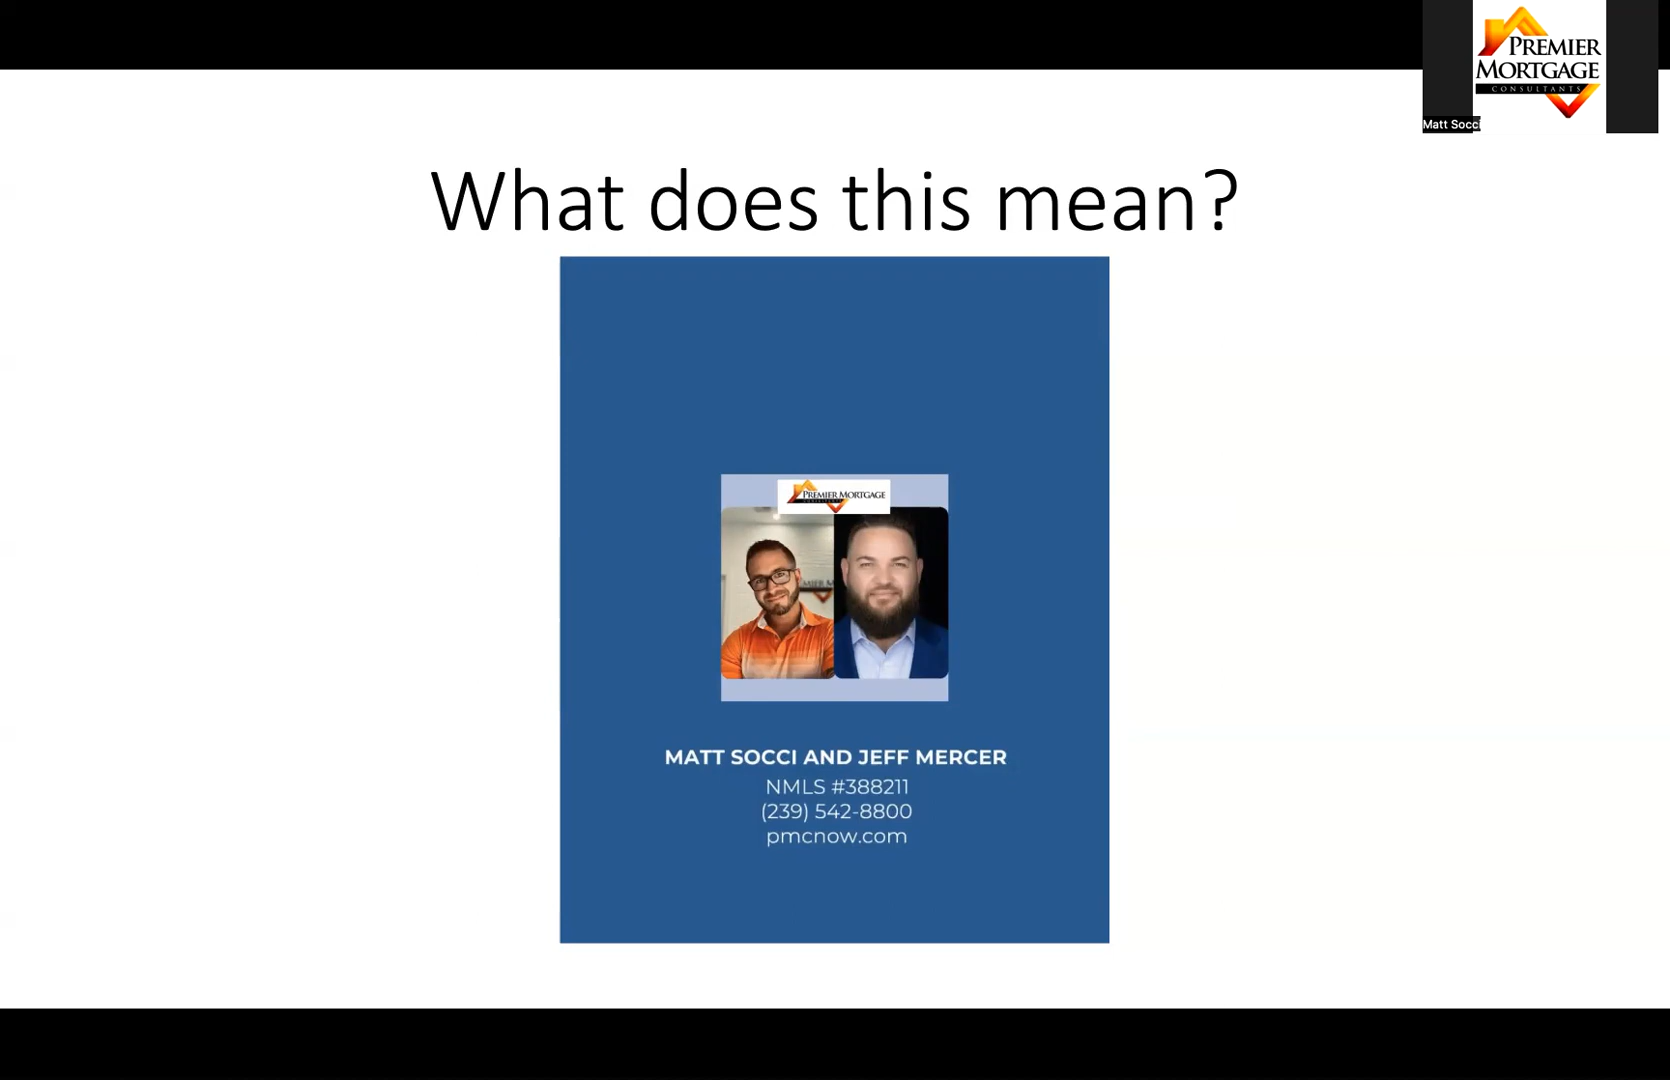 PREMIER
MORTGAGE
CONSULTANTS
Matt Socci
What does this mean?
PREMIER MORTGAGE
CONSULTANTS
MATT SOCCI AND JEFF MERCER
NMLS #388211
(239) 542-8800
pmcnow.com